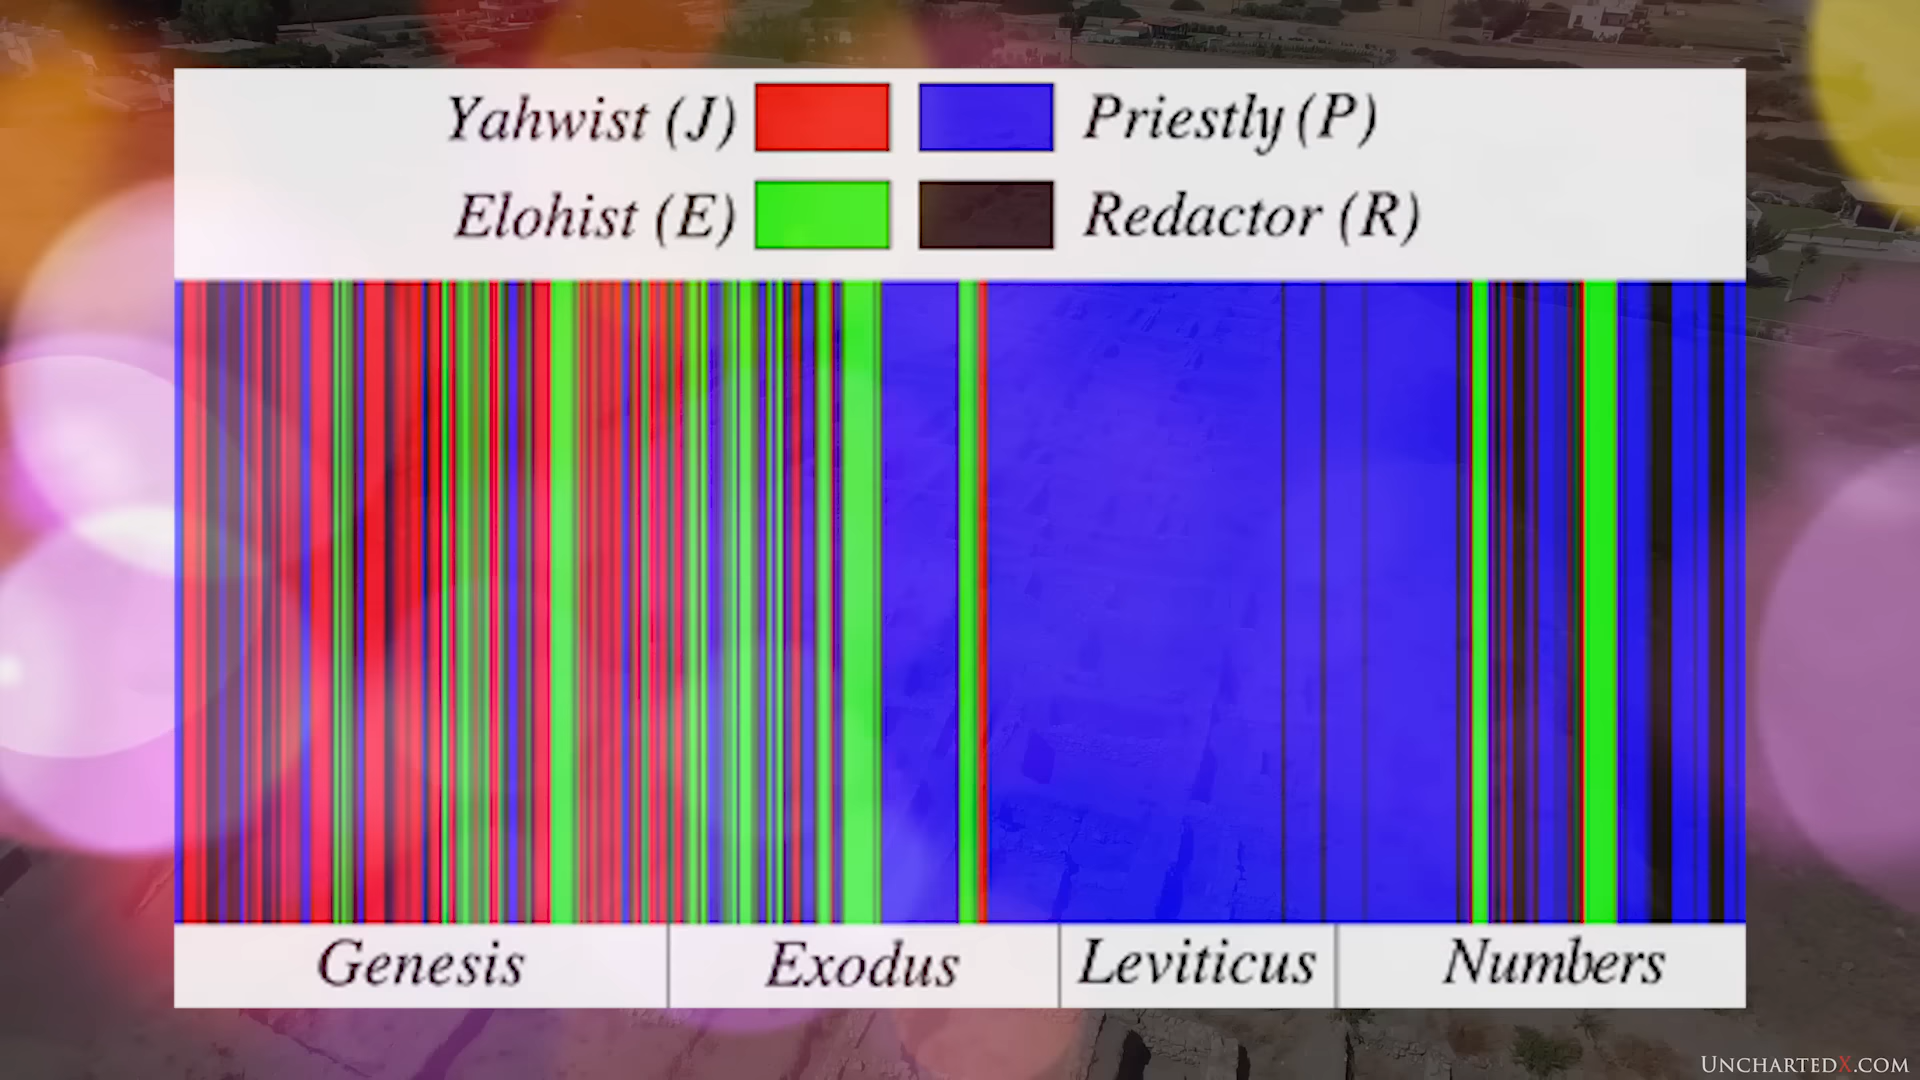 Yahwist (J)
Priestly (P)
Elohist (E)
Redactor (R)
Genesis
Exodus
Leviticus
Numbers
UNCHARTEDX.COM